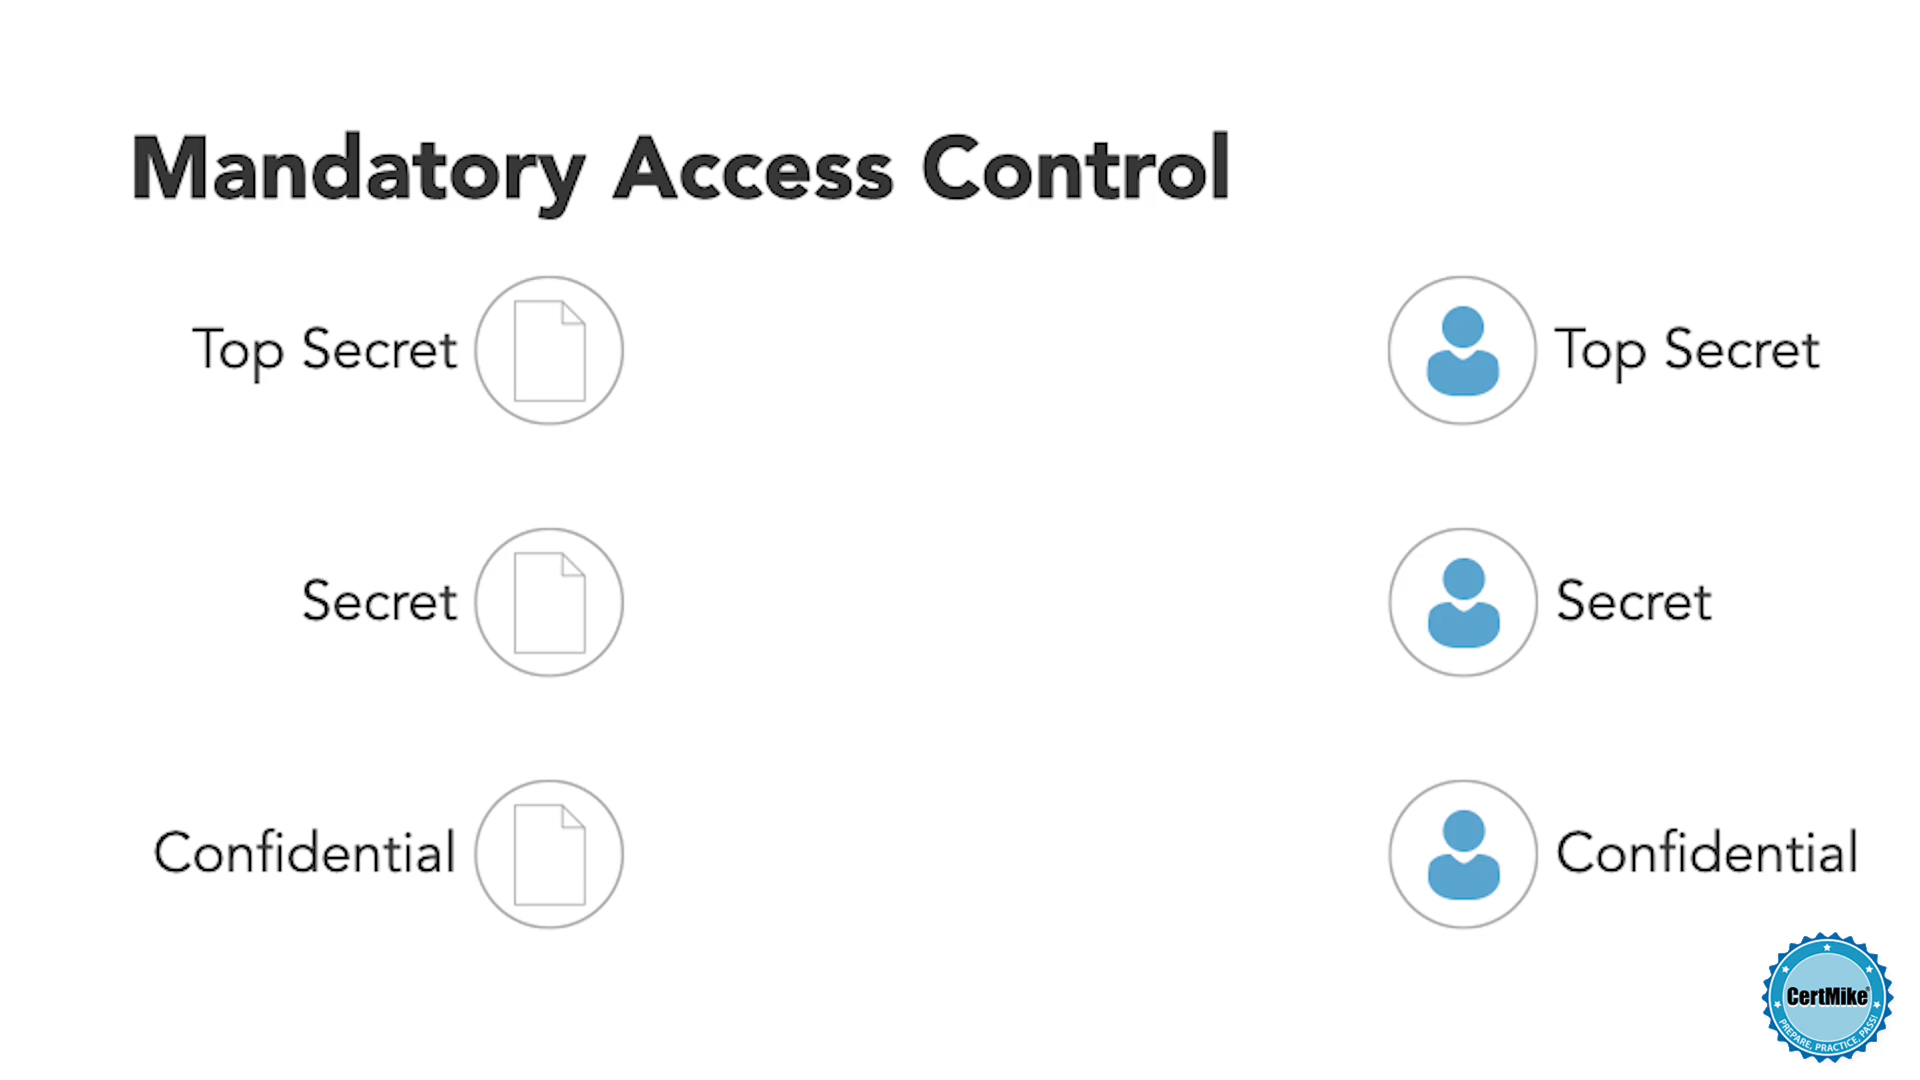 Mandatory Access Control
Top Secret
Top Secret
Secret
Secret
Confidential
Confidential
CertMike®
PREPARE, PRACTICE, PASS!